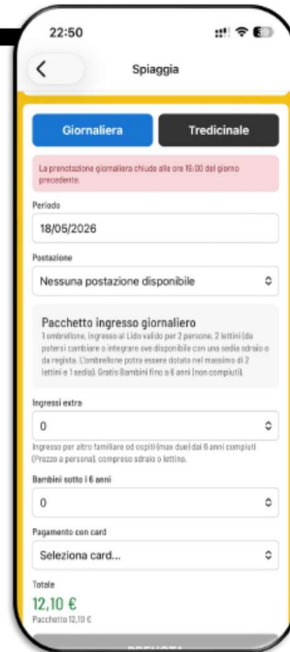 22:50
Spiaggia
Giornaliera
Tredicinale
La prenotazione giornaliera chiude alle ore 16:00 del giorno
precedente.
Periodo
18/05/2026
Postazione
Nessuna postazione disponibile
Pacchetto ingresso giornaliero
1 ombrellone, ingresso al Lido valido per 2 persone, 2 lettini (da
potersi cambiare o integrare ove disponibile con una sedia sdraio o
da regista. L'ombrellone potra essere dotato nel massimo di 2
lettini e 1 sedia). Gratis Bambini fino a 6 anni (non compiuti).
Ingressi extra
0
Ingresso per altro familiare od ospiti (max due) dai 6 anni compiuti
(Prezzo a persona), compreso sdraio o lettino.
Bambini sotto i 6 anni
0
Pagamento con card
Seleziona card...
Totale
12,10 €
Pacchetto 12,10 €
PRENOTA